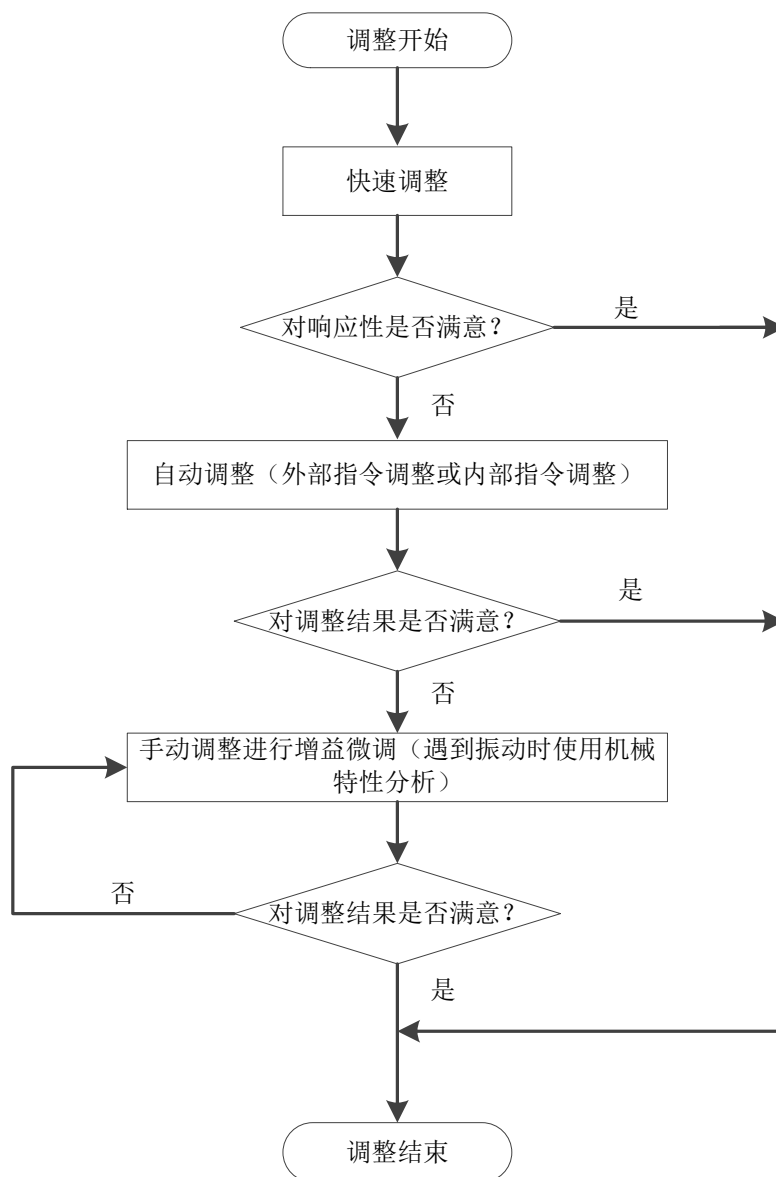 调整开始
快速调整
对响应性是否满意？
是
否
自动调整（外部指令调整或内部指令调整）
是
对调整结果是否满意？
否
手动调整进行增益微调（遇到振动时使用机械
特性分析）
否
对调整结果是否满意？
是
调整结束